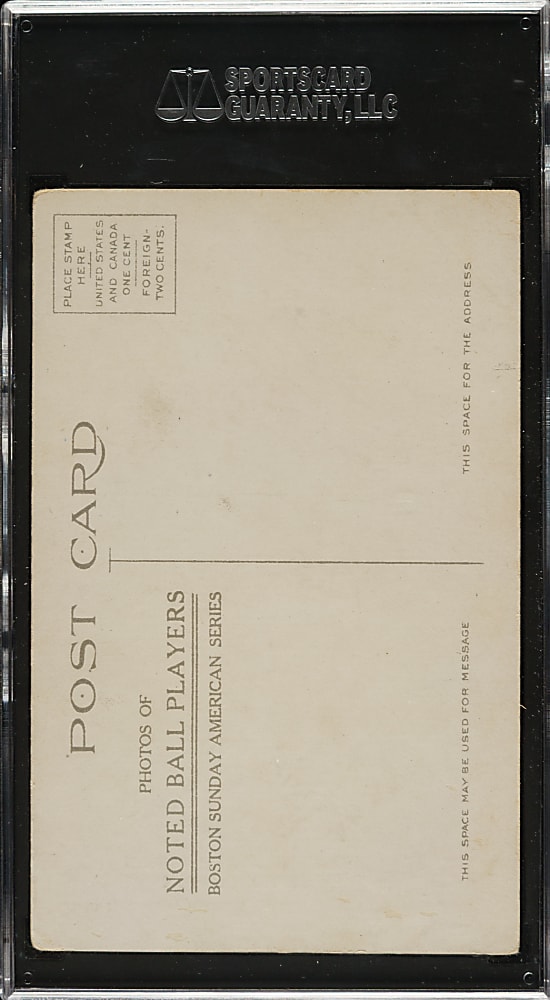 SPORTSCARD
GUARANTY, LLC
POST CARD
PLACE STAMP
HERE
UNITED STATES
AND CANADA
ONE CENT
FOREIGN-
TWO CENTS.
PHOTOS OF
NOTED BALL PLAYERS
BOSTON SUNDAY AMERICAN SERIES
THIS SPACE MAY BE USED FOR MESSAGE
THIS SPACE FOR THE ADDRESS